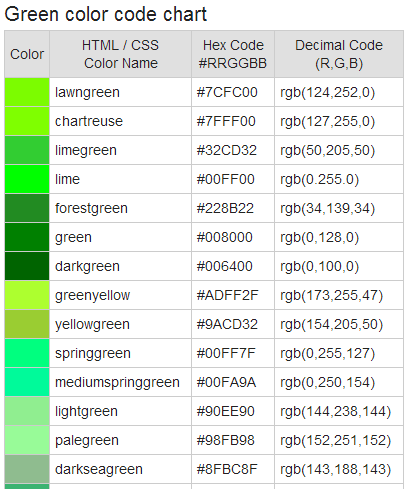 Green color code chart
Color HTML / CSS Color Name Hex Code #RRGGBB Decimal Code (R,G,B)
lawngreen #7CFC00 rgb(124,252,0)
chartreuse #7FFF00 rgb(127,255,0)
limegreen #32CD32 rgb(50,205,50)
lime #00FF00 rgb(0.255.0)
forestgreen #228B22 rgb(34,139,34)
green #008000 rgb(0,128,0)
darkgreen #006400 rgb(0,100,0)
greenyellow #ADFF2F rgb(173,255,47)
yellowgreen #9ACD32 rgb(154,205,50)
springgreen #00FF7F rgb(0,255,127)
mediumspringgreen #00FA9A rgb(0,250,154)
lightgreen #90EE90 rgb(144,238,144)
palegreen #98FB98 rgb(152,251,152)
darkseagreen #8FBC8F rgb(143,188,143)